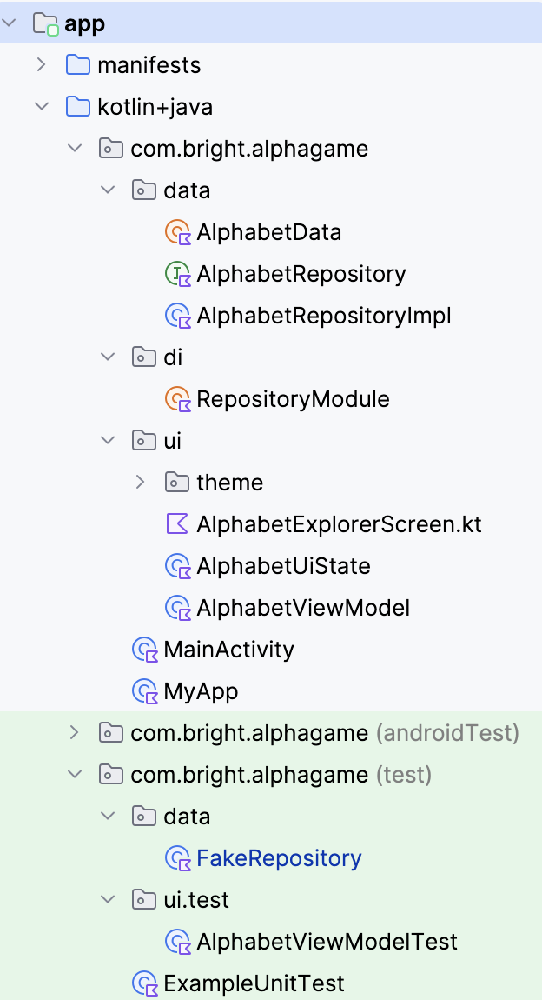 app
manifests
kotlin+java
com.bright.alphagame
data
AlphabetData
AlphabetRepository
AlphabetRepositoryImpl
di
RepositoryModule
ui
theme
AlphabetExplorerScreen.kt
AlphabetUiState
AlphabetViewModel
MainActivity
MyApp
com.bright.alphagame (androidTest)
com.bright.alphagame (test)
data
FakeRepository
ui.test
AlphabetViewModelTest
ExampleUnitTest